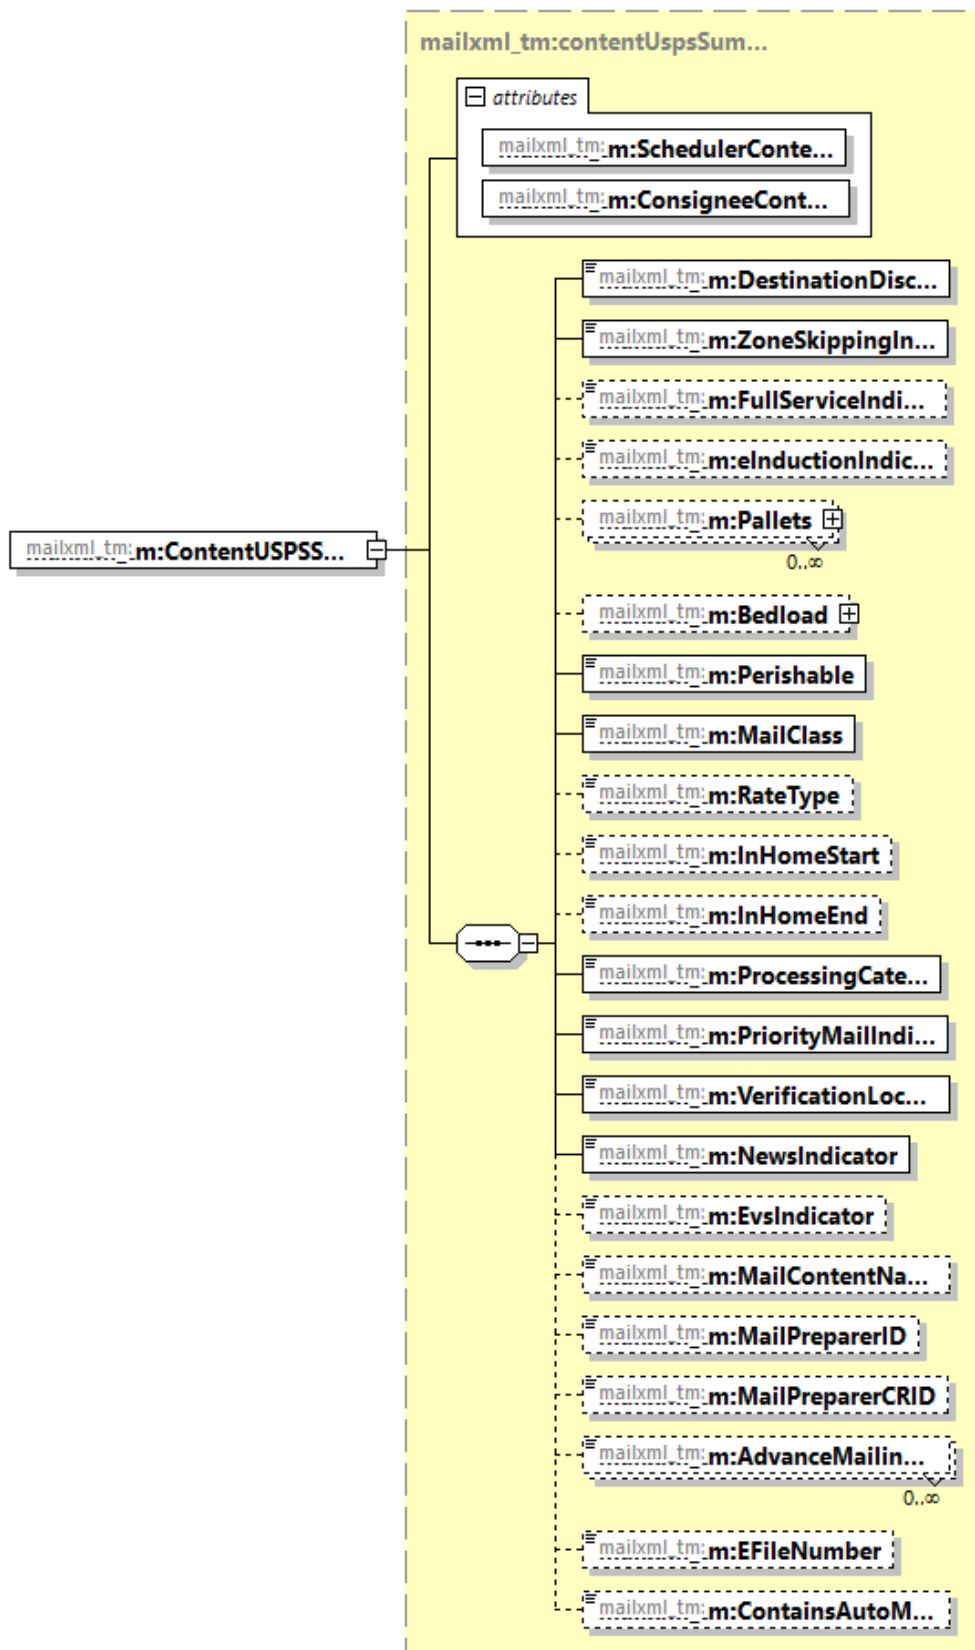 mailxml_tm:contentUspsSum...
attributes
mailxml_tm:m:SchedulerConte...
mailxml_tm:m:ConsigneeCont...
mailxml_tm:m:DestinationDisc...
mailxml_tm:m:ZoneSkippingIn...
mailxml_tm:m:FullServiceIndi...
mailxml_tm:m:eInductionIndic...
mailxml_tm:m:Pallets
mailxml_tm:m:ContentUSPSS...
0..∞
mailxml_tm:m:Bedload
mailxml_tm:m:Perishable
mailxml_tm:m:MailClass
mailxml_tm:m:RateType
mailxml_tm:m:InHomeStart
mailxml_tm:m:InHomeEnd
mailxml_tm:m:ProcessingCate...
mailxml_tm:m:PriorityMailIndi...
mailxml_tm:m:VerificationLoc...
mailxml_tm:m:NewsIndicator
mailxml_tm:m:EvsIndicator
mailxml_tm:m:MailContentNa...
mailxml_tm:m:MailPreparerID
mailxml_tm:m:MailPreparerCRID
mailxml_tm:m:AdvanceMailin...
0..∞
mailxml_tm:m:EFileNumber
mailxml_tm:m:ContainsAutoM...